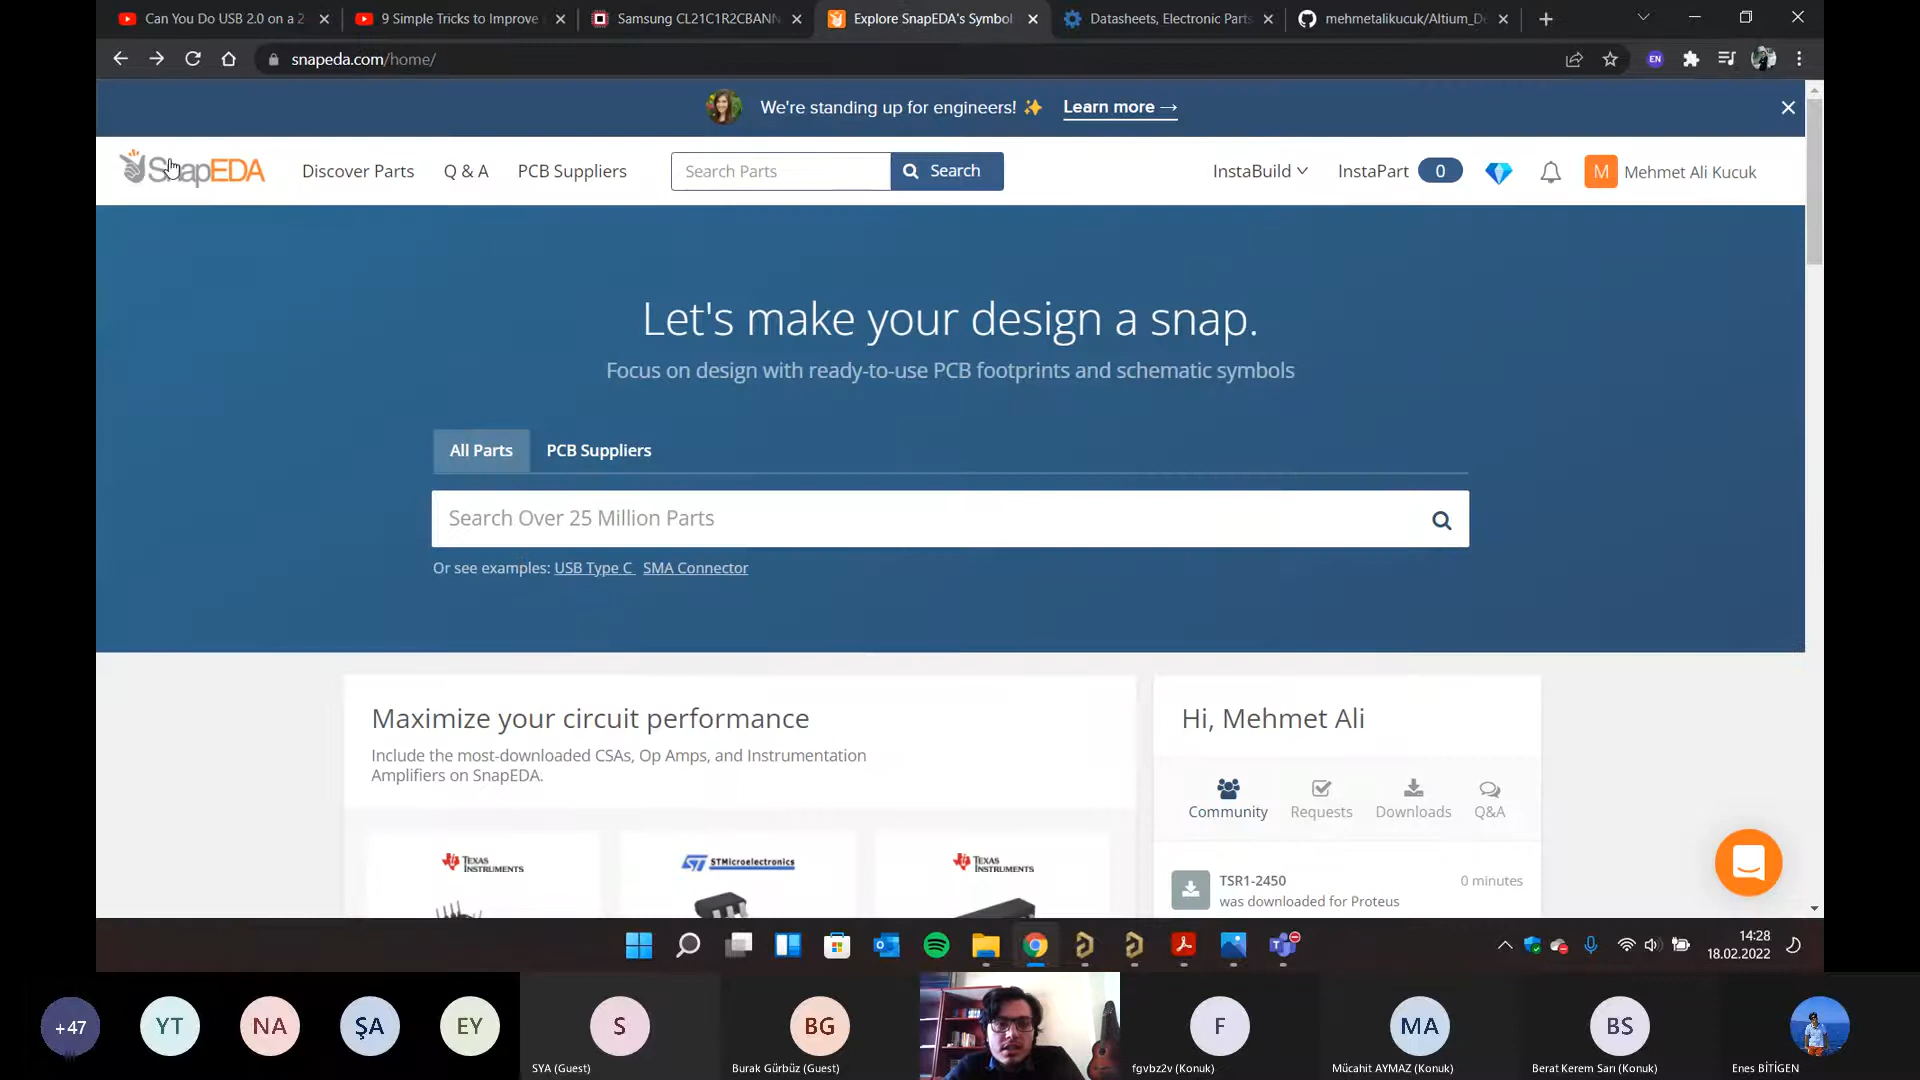 Can You Do USB 2.0 on a 2
9 Simple Tricks to Improve
Samsung CL21C1R2CBANN
Explore SnapEDA's Symbol
Datasheets, Electronic Parts
mehmetalikucuk/Altium_De
snapeda.com/home/
EN
We're standing up for engineers! ✨ Learn more →
SnapEDA
Discover Parts
Q & A
PCB Suppliers
Search Parts
Search
InstaBuild
InstaPart 0
M Mehmet Ali Kucuk
Let's make your design a snap.
Focus on design with ready-to-use PCB footprints and schematic symbols
All Parts
PCB Suppliers
Search Over 25 Million Parts
Or see examples: USB Type C SMA Connector
Maximize your circuit performance
Include the most-downloaded CSAs, Op Amps, and Instrumentation
Amplifiers on SnapEDA.
TEXAS INSTRUMENTS
STMicroelectronics
TEXAS INSTRUMENTS
Hi, Mehmet Ali
Community
Requests
Downloads
Q&A
TSR1-2450
0 minutes
was downloaded for Proteus
14:28
18.02.2022
+47
YT
NA
ŞA
EY
S
BG
F
MA
BS
SYA (Guest)
Burak Gürbüz (Guest)
fgvbz2v (Konuk)
Mücahit AYMAZ (Konuk)
Berat Kerem Sarı (Konuk)
Enes BİTİGEN